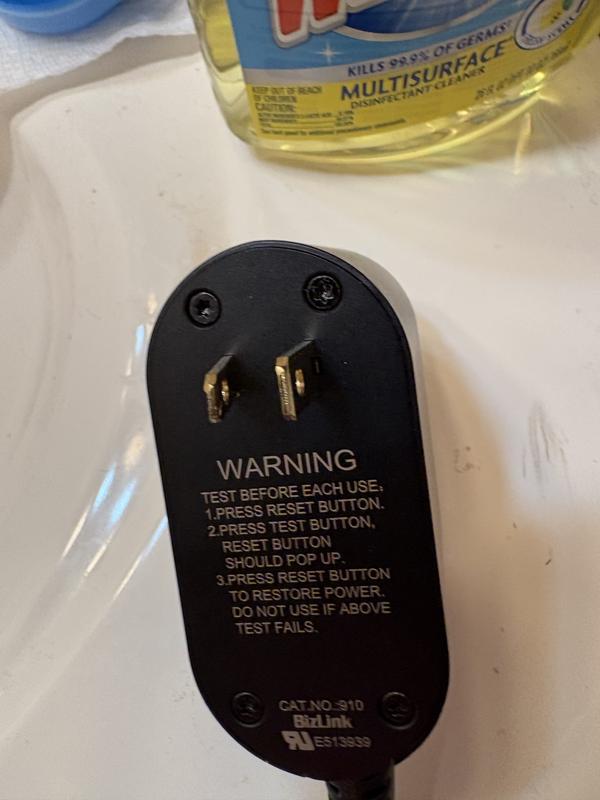 KILLS 99.9% OF GERMS
MULTISURFACE
DISINFECTANT CLEANER
KEEP OUT OF REACH
OF CHILDREN
CAUTION:
WARNING
TEST BEFORE EACH USE:
1.PRESS RESET BUTTON.
2.PRESS TEST BUTTON,
RESET BUTTON
SHOULD POP UP.
3.PRESS RESET BUTTON
TO RESTORE POWER.
DO NOT USE IF ABOVE
TEST FAILS.
CAT.NO.:910
BizLink
E513939